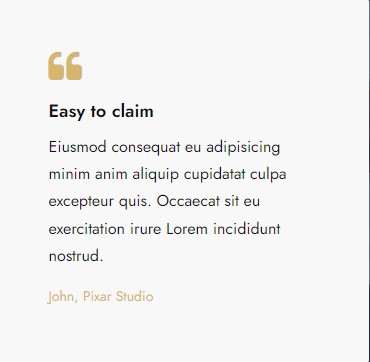 Easy to claim
Eiusmod consequat eu adipisicing
minim anim aliquip cupidatat culpa
excepteur quis. Occaecat sit eu
exercitation irure Lorem incididunt
nostrud.
John, Pixar Studio